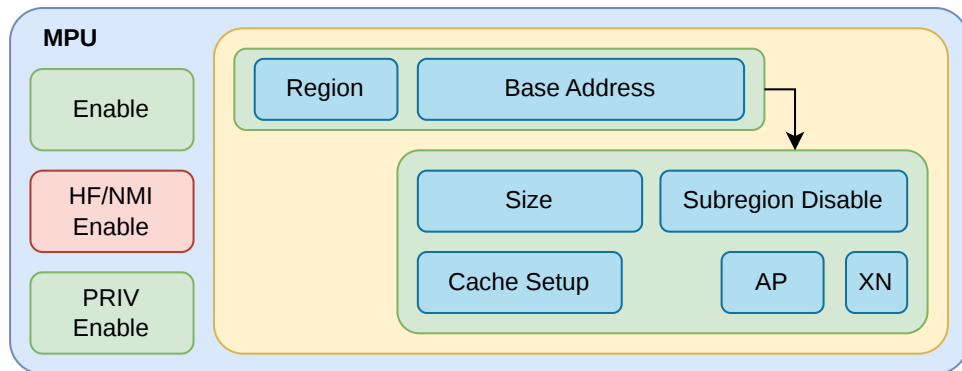 MPU
Enable
HF/NMI
Enable
PRIV
Enable
Region
Base Address
Size
Subregion Disable
Cache Setup
AP
XN